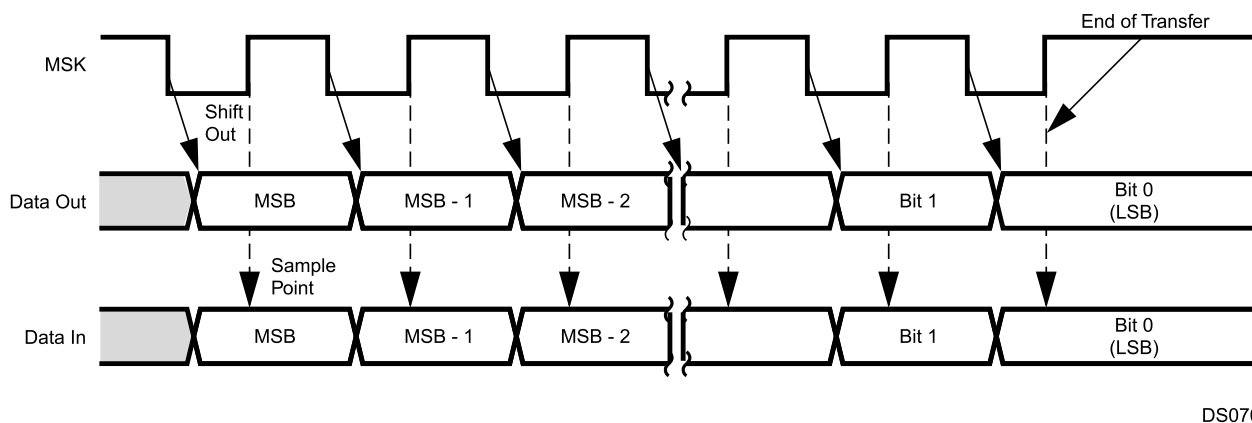 End of Transfer
MSK
Shift
Out
Data Out
MSB
MSB - 1
MSB - 2
Bit 1
Bit 0
(LSB)
Sample
Point
Data In
MSB
MSB - 1
MSB - 2
Bit 1
Bit 0
(LSB)